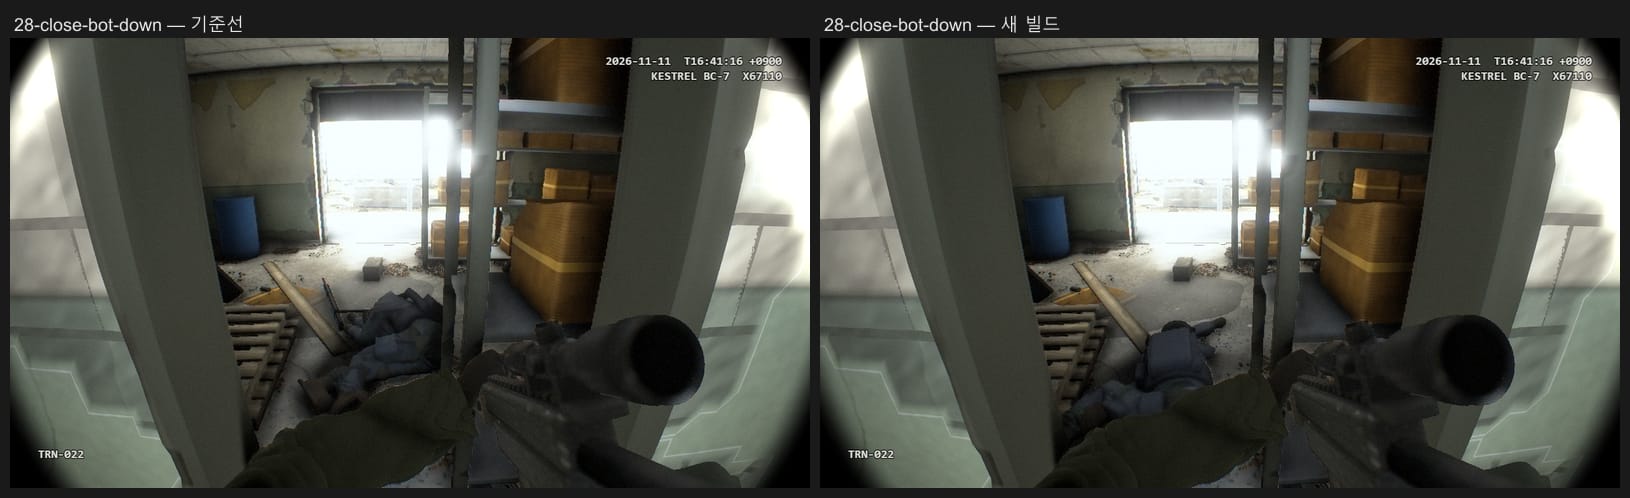 28-close-bot-down — 기준선
2026-11-11 T16:41:16 +0900
KESTREL BC-7 X67110
TRN-022
28-close-bot-down — 새 빌드
2026-11-11 T16:41:16 +0900
KESTREL BC-7 X67110
TRN-022